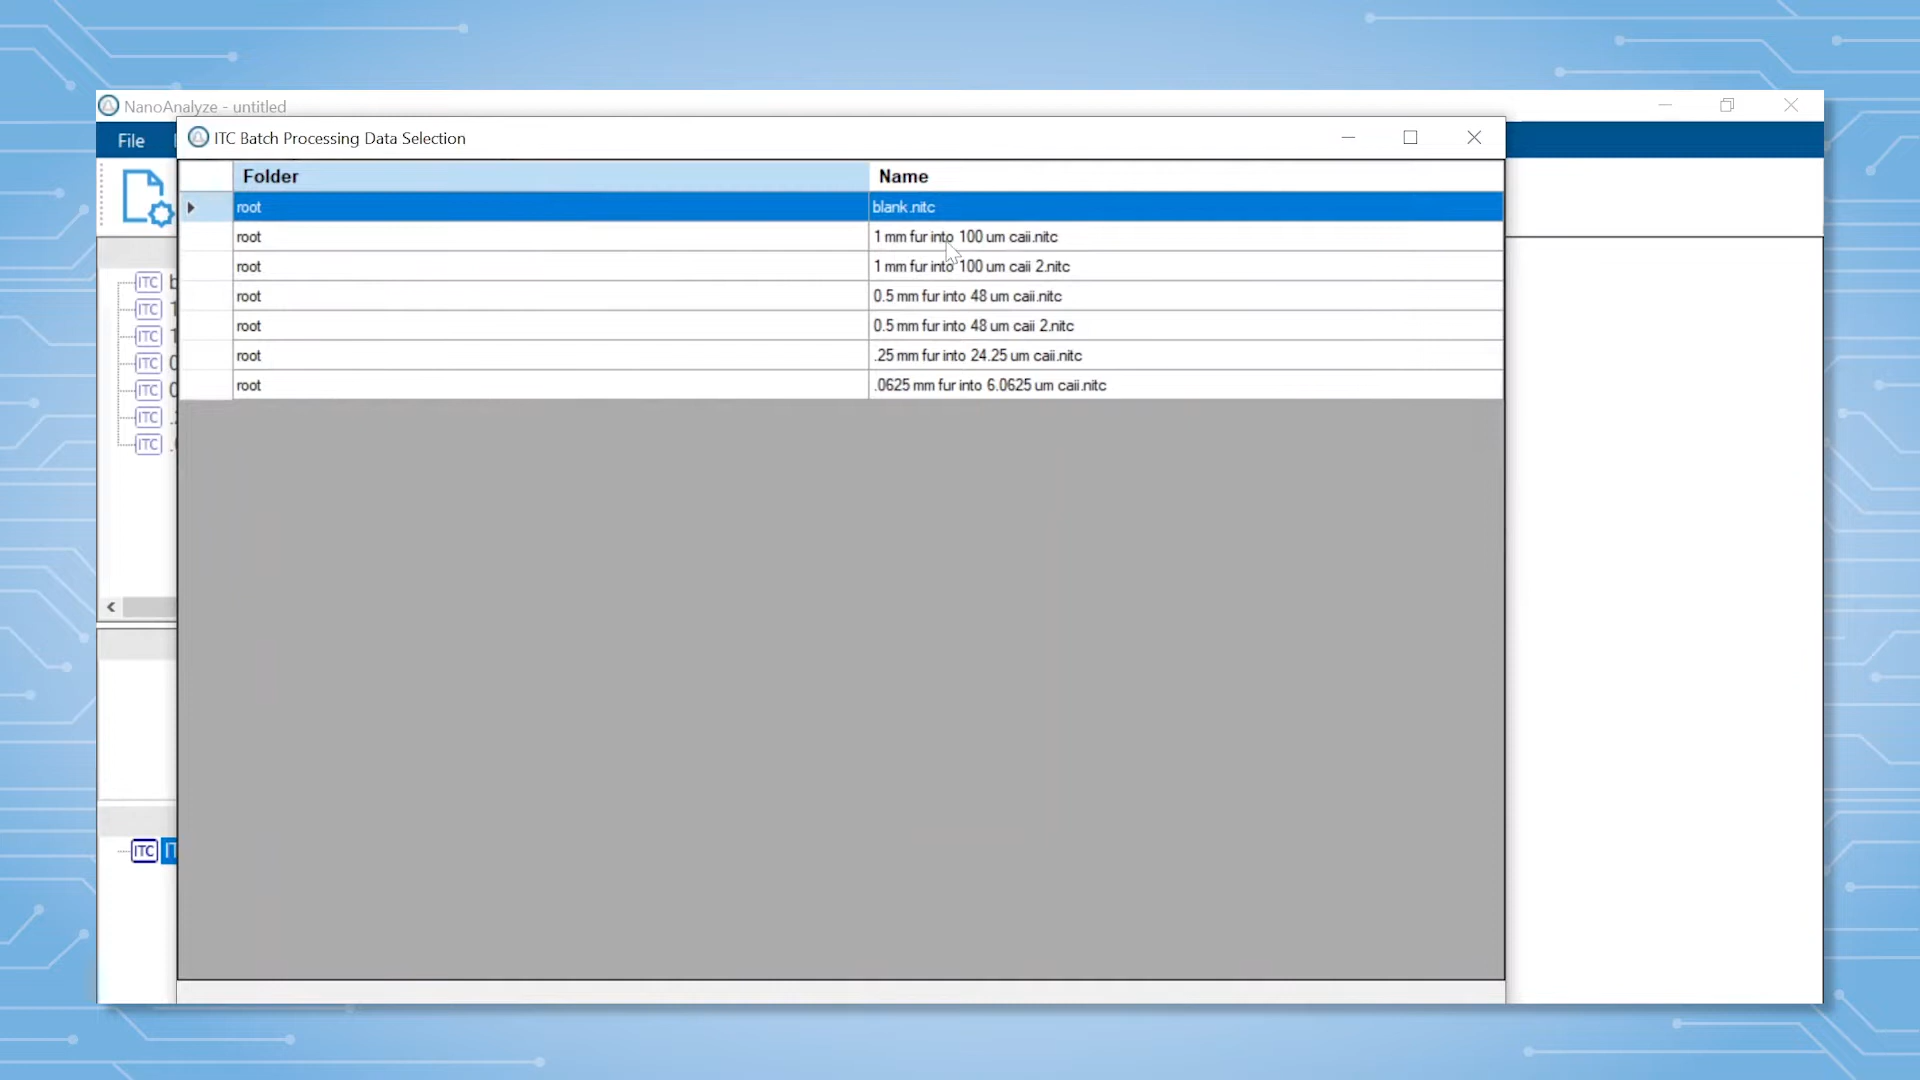 NanoAnalyze - untitled
File
ITC Batch Processing Data Selection
Folder Name
root blank.nitc
root 1 mm fur into 100 um caii.nitc
root 1 mm fur into 100 um caii 2.nitc
root 0.5 mm fur into 48 um caii.nitc
root 0.5 mm fur into 48 um caii 2.nitc
root .25 mm fur into 24.25 um caii.nitc
root .0625 mm fur into 6.0625 um caii.nitc
ITC
ITC
ITC
ITC
ITC
ITC
ITC
ITC